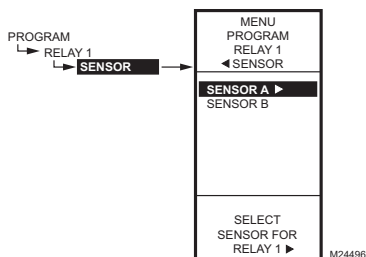 PROGRAM
RELAY 1
SENSOR
MENU
PROGRAM
RELAY 1
◄ SENSOR
SENSOR A ►
SENSOR B
SELECT
SENSOR FOR
RELAY 1 ►
M24496